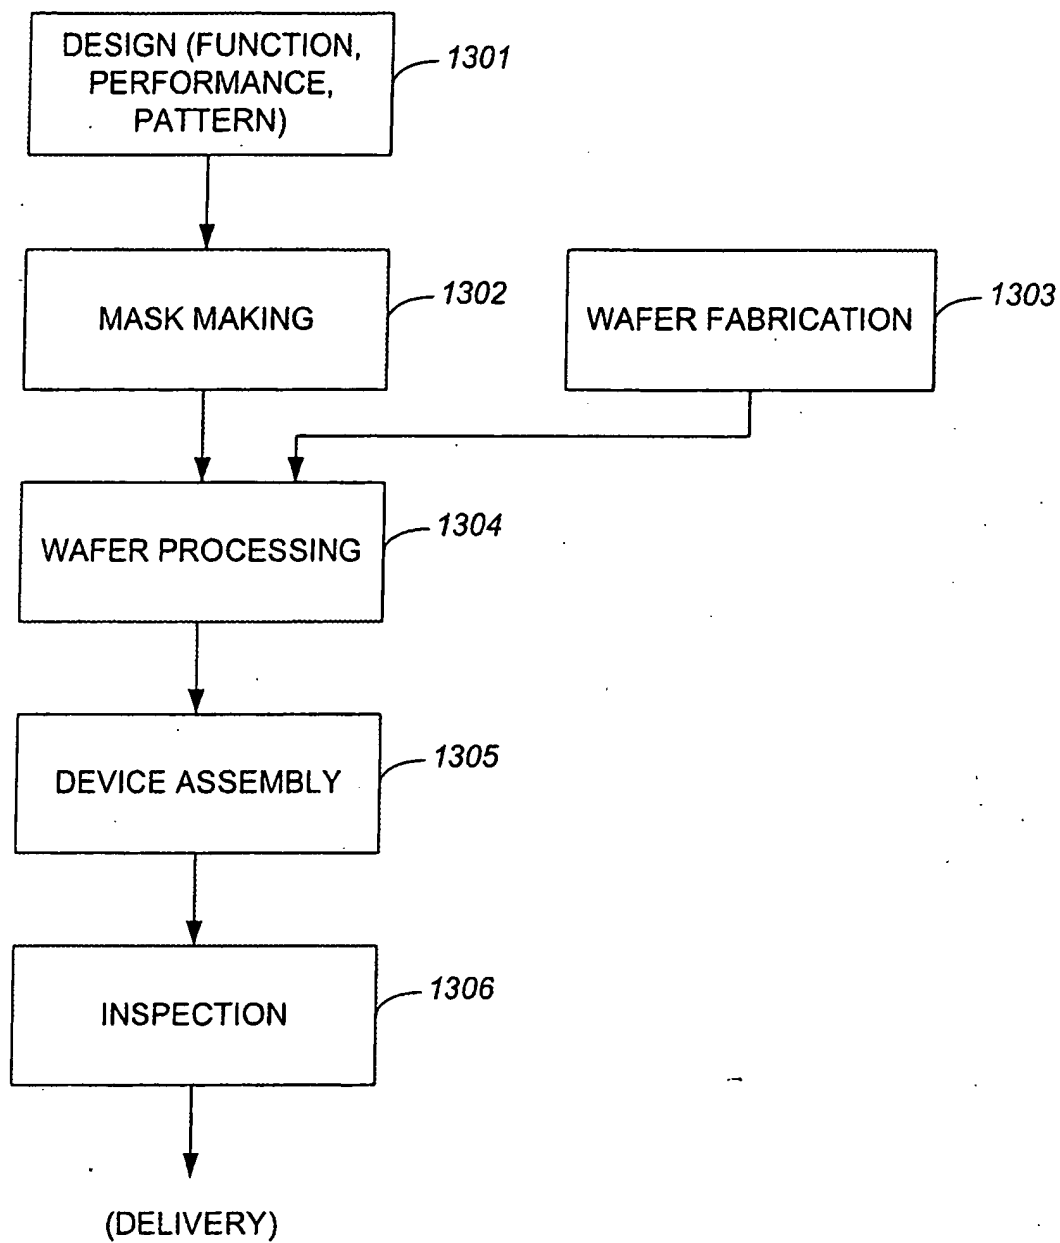 DESIGN (FUNCTION,
PERFORMANCE,
PATTERN)
1301
MASK MAKING
1302
WAFER FABRICATION
1303
WAFER PROCESSING
1304
DEVICE ASSEMBLY
1305
INSPECTION
1306
(DELIVERY)